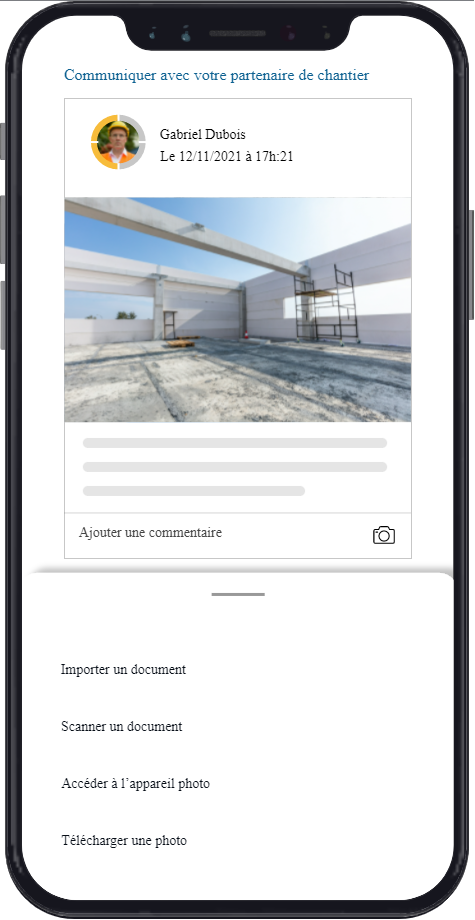 Communiquer avec votre partenaire de chantier
Gabriel Dubois
Le 12/11/2021 à 17h:21
Ajouter une commentaire
Importer un document
Scanner un document
Accéder à l’appareil photo
Télécharger une photo